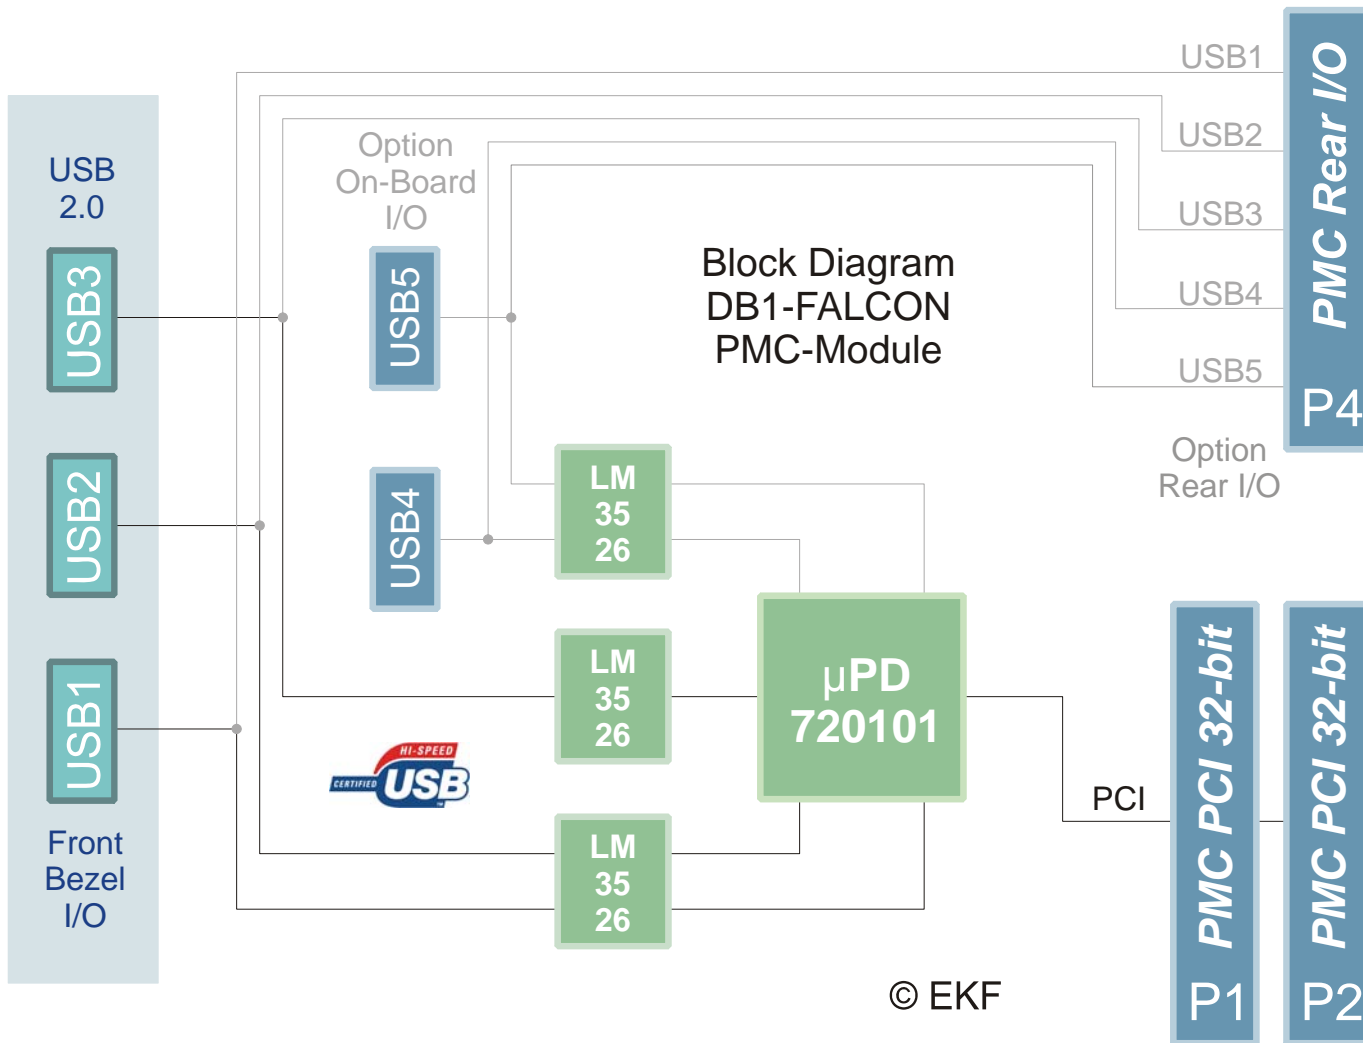 USB1
USB2
USB3
USB4
USB5
PMC Rear I/O
P4
Option
Rear I/O
USB
2.0
USB3
USB2
USB1
Front
Bezel
I/O
Option
On-Board
I/O
USB5
USB4
Block Diagram
DB1-FALCON
PMC-Module
LM
35
26
LM
35
26
LM
35
26
µPD
720101
HI-SPEED
CERTIFIED
USB
PCI
PMC PCI 32-bit
P1
PMC PCI 32-bit
P2
© EKF